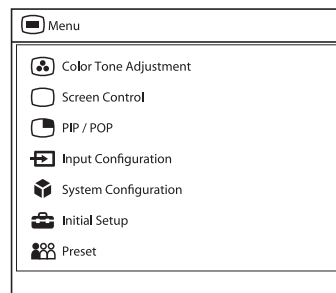 Menu
Color Tone Adjustment
Screen Control
PIP / POP
Input Configuration
System Configuration
Initial Setup
Preset